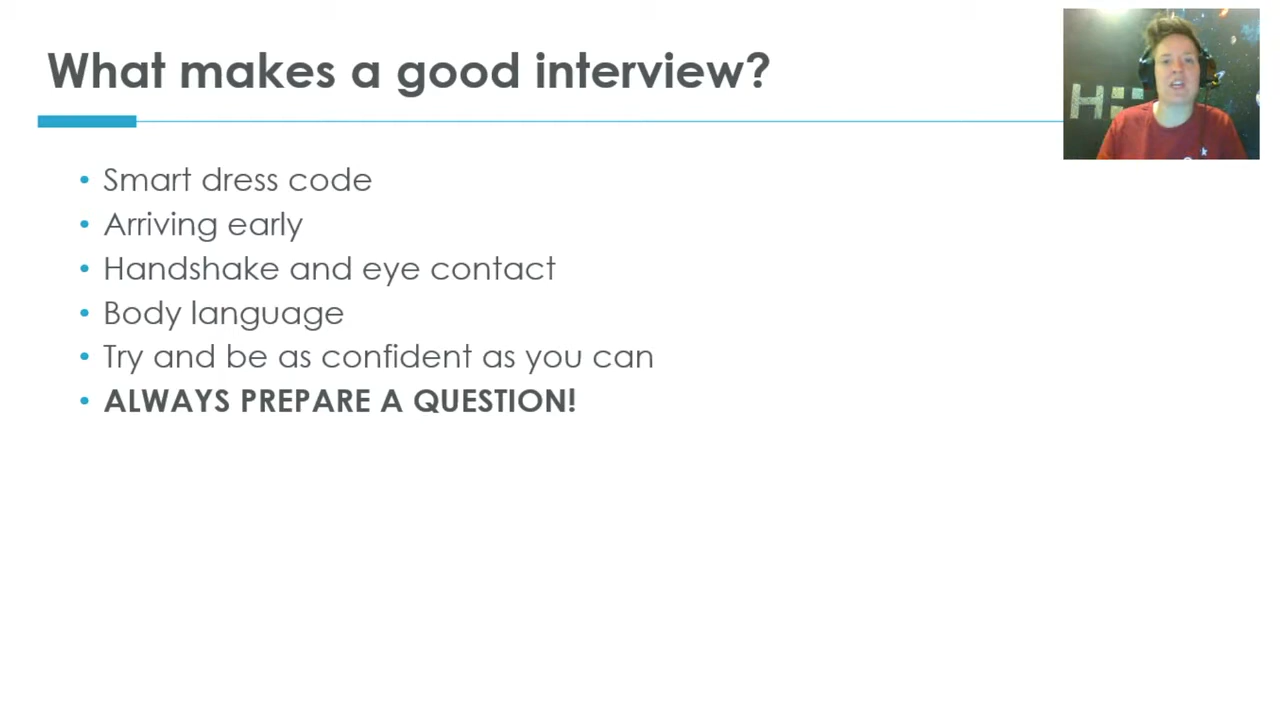 What makes a good interview?
• Smart dress code
• Arriving early
• Handshake and eye contact
• Body language
• Try and be as confident as you can
• ALWAYS PREPARE A QUESTION!